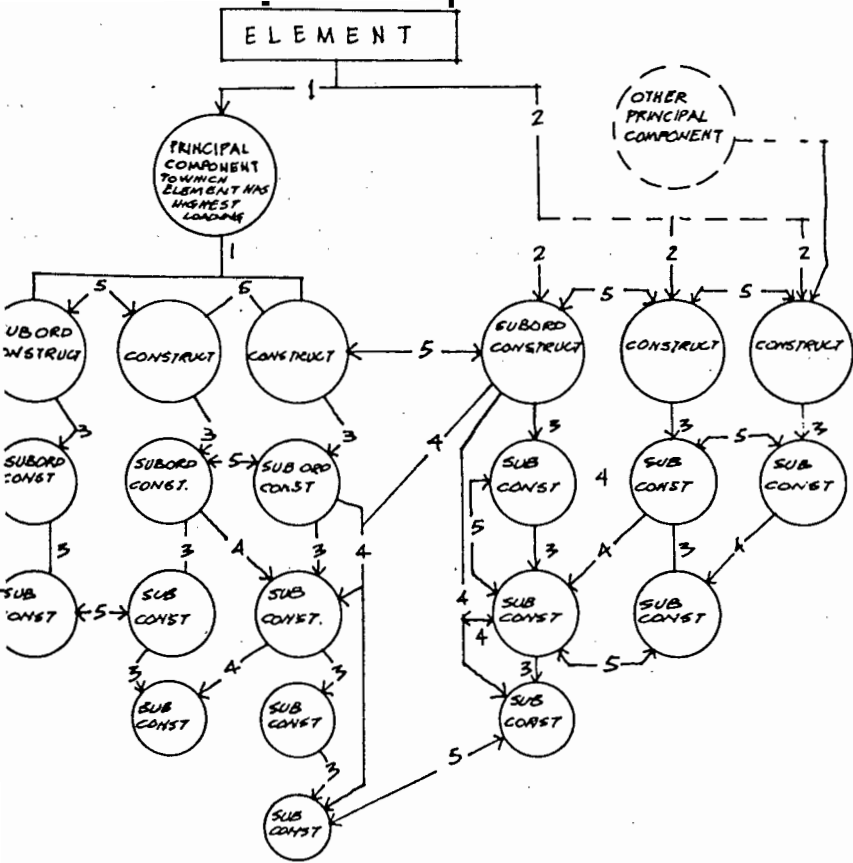 ELEMENT
1
2
OTHER
PRINCIPAL
COMPONENT
PRINCIPAL
COMPONENT
TO WHICH
ELEMENT HAS
HIGHEST
LOADING
1
2 2 2
5 5 5 5
UBORD
ONSTRUCT
CONSTRUCT
CONSTRUCT
5
SUBORD
CONSTRUCT
CONSTRUCT
CONSTRUCT
3 3 3 4 3 3 3
5
SUBORD
CONST
SUBORD
CONST.
5
SUB ORD
CONST
SUB
CONST
4
SUB
CONST
SUB
CONST
5
3 3 4 3 4 3 4 3 4
SUB
ONST
5
SUB
CONST
SUB
CONST.
4
4
SUB
CONST
SUB
CONST
3 4 3 3 5
SUB
CONST
SUB
CONST
SUB
CONST
3
5
SUB
CONST